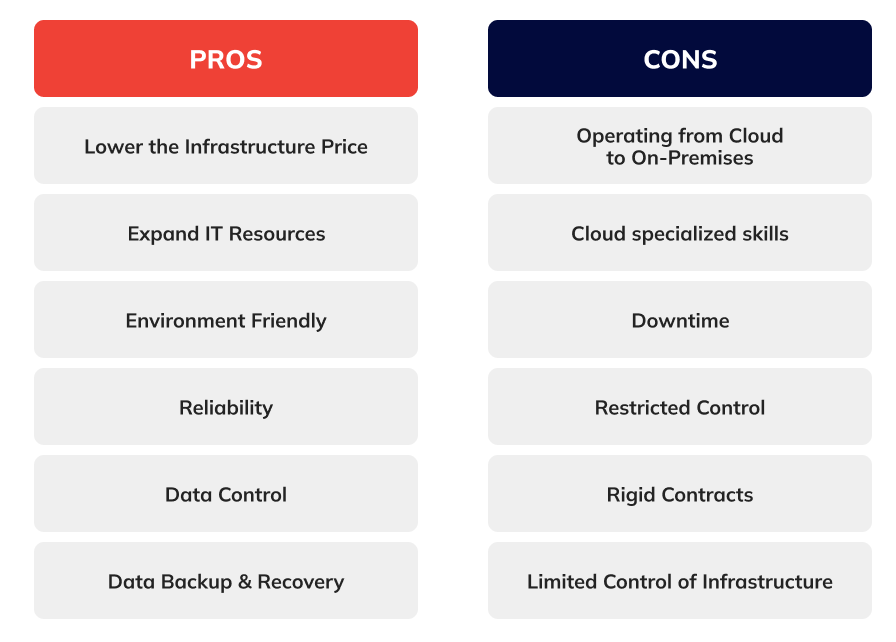 PROS
Lower the Infrastructure Price
Expand IT Resources
Environment Friendly
Reliability
Data Control
Data Backup & Recovery
CONS
Operating from Cloud
to On-Premises
Cloud specialized skills
Downtime
Restricted Control
Rigid Contracts
Limited Control of Infrastructure